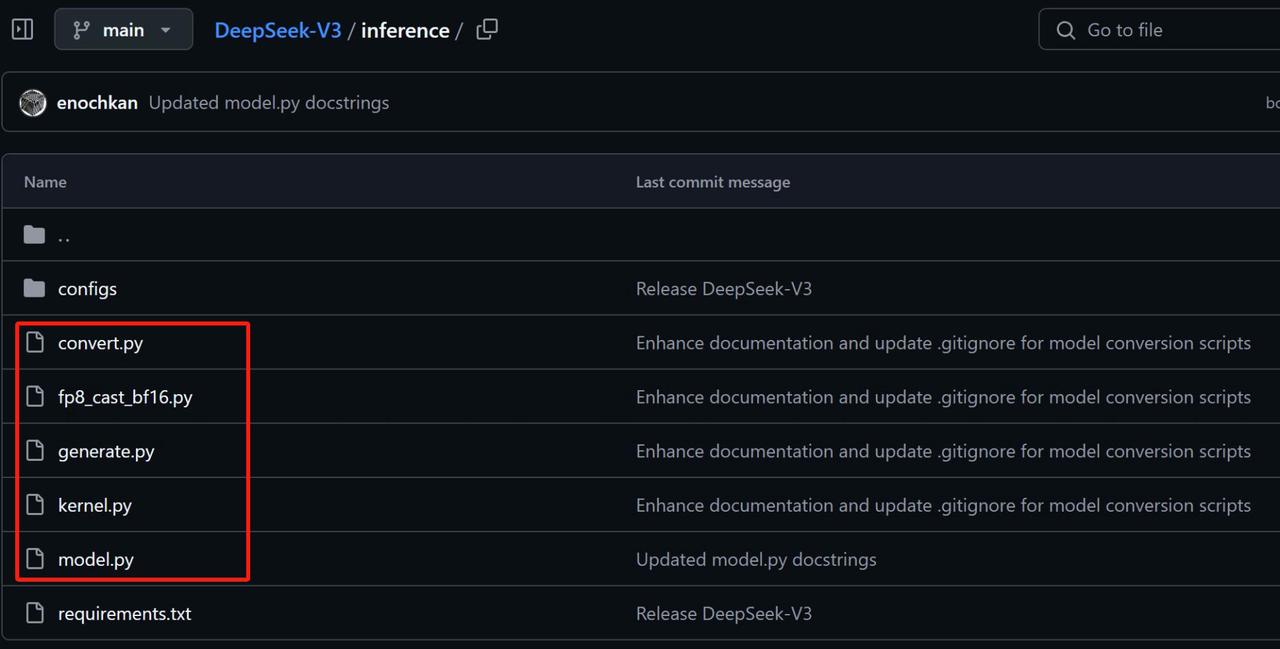 main DeepSeek-V3 / inference / Go to file
enochkan Updated model.py docstrings
Name Last commit message
..
configs Release DeepSeek-V3
convert.py Enhance documentation and update .gitignore for model conversion scripts
fp8_cast_bf16.py Enhance documentation and update .gitignore for model conversion scripts
generate.py Enhance documentation and update .gitignore for model conversion scripts
kernel.py Enhance documentation and update .gitignore for model conversion scripts
model.py Updated model.py docstrings
requirements.txt Release DeepSeek-V3